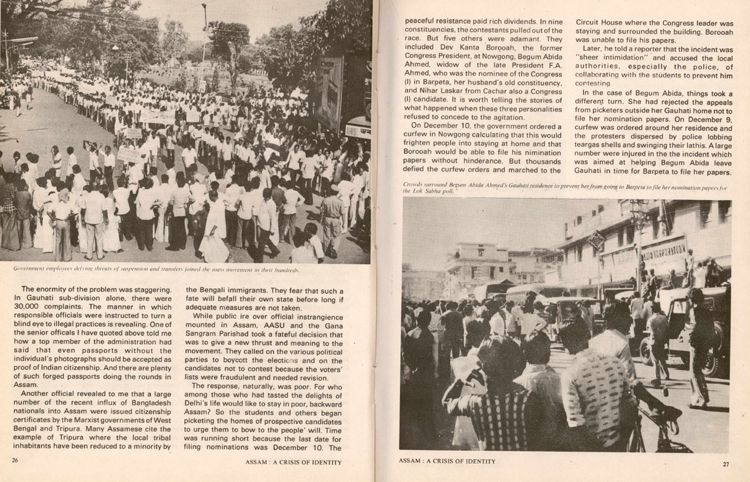 Government employees defying threats of suspension and transfers joined the mass movement in their hundreds.
The enormity of the problem was staggering.
In Gauhati sub-division alone, there were
30,000 complaints. The manner in which
responsible officials were instructed to turn a
blind eye to illegal practices is revealing. One of
the senior officials I have quoted above told me
how a top member of the administration had
said that even passports without the
individual's photographs should be accepted as
proof of Indian citizenship. And there are plenty
of such forged passports doing the rounds in
Assam.
Another official revealed to me that a large
number of the recent influx of Bangladesh
nationals into Assam were issued citizenship
certificates by the Marxist governments of West
Bengal and Tripura. Many Assamese cite the
example of Tripura where the local tribal
inhabitants have been reduced to a minority by
26
the Bengali immigrants. They fear that such a
fate will befall their own state before long if
adequate measures are not taken.
While public ire over official instrangience
mounted in Assam, AASU and the Gana
Sangram Parishad took a fateful decision that
was to give a new thrust and meaning to the
movement. They called on the various political
parties to boycott the elections and on the
candidates not to contest because the voters'
lists were fraudulent and needed revision.
The response, naturally, was poor. For who
among those who had tasted the delights of
Delhi's life would like to stay in poor, backward
Assam? So the students and others began
picketing the homes of prospective candidates
to urge them to bow to the people' will. Time
was running short because the last date for
filing nominations was December 10. The
ASSAM : A CRISIS OF IDENTITY
peaceful resistance paid rich dividends. In nine
constituencies, the contestants pulled out of the
race. But five others were adamant. They
included Dev Kanta Borooah, the former
Congress President, at Nowgong, Begum Abida
Ahmed, widow of the late President F.A.
Ahmed, who was the nominee of the Congress
(I) in Barpeta, her husband's old constituency,
and Nihar Laskar from Cachar also a Congress
(I) candidate. It is worth telling the stories of
what happened when these three personalities
refused to concede to the agitation.
On December 10, the government ordered a
curfew in Nowgong calculating that this would
frighten people into staying at home and that
Borooah would be able to file his nimination
papers without hinderance. But thousands
defied the curfew orders and marched to the
Circuit House where the Congress leader was
staying and surrounded the building. Borooah
was unable to file his papers.
Later, he told a reporter that the incident was
"sheer intimidation" and accused the local
authorities, especially the police, of
collaborating with the students to prevent him
contesting
In the case of Begum Abida, things took a
different turn. She had rejected the appeals
from picketers outside her Gauhati home not to
file her nomination papers. On December 9,
curfew was ordered around her residence and
the protesters dispersed by police lobbing
teargas shells and swinging their lathis. A large
number were injured in the the incident which
was aimed at helping Begum Abida leave
Gauhati in time for Barpeta to file her papers.
Crowds surround Begum Abida Ahmed's Gauhati residence to prevent her from going to Barpeta to file her nomination papers for
the Lok Sabha poll.
CORPORATION
ASSAM : A CRISIS OF IDENTITY
27